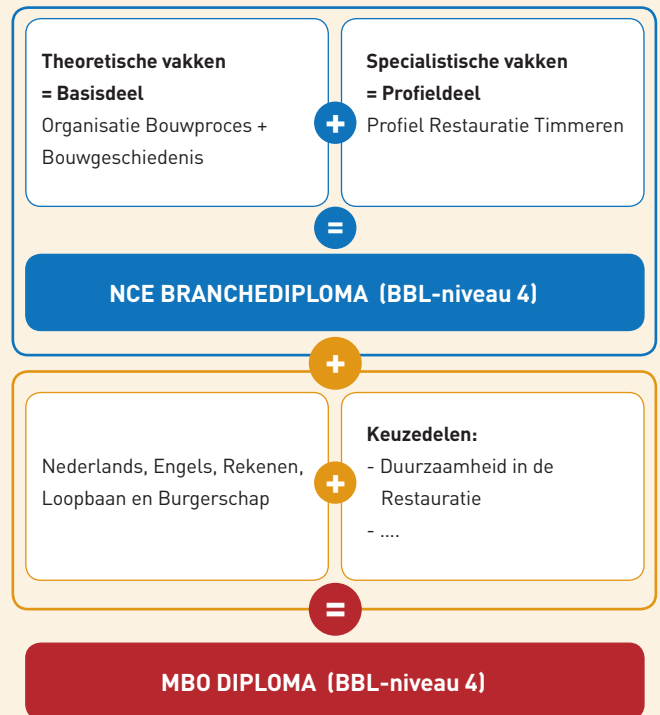 Theoretische vakken
= Basisdeel
Organisatie Bouwproces +
Bouwgeschiedenis
+
Specialistische vakken
= Profieldeel
Profiel Restauratie Timmeren
=
NCE BRANCHEDIPLOMA (BBL-niveau 4)
+
Nederlands, Engels, Rekenen,
Loopbaan en Burgerschap
+
Keuzedelen:
- Duurzaamheid in de
Restauratie
- ....
=
MBO DIPLOMA (BBL-niveau 4)